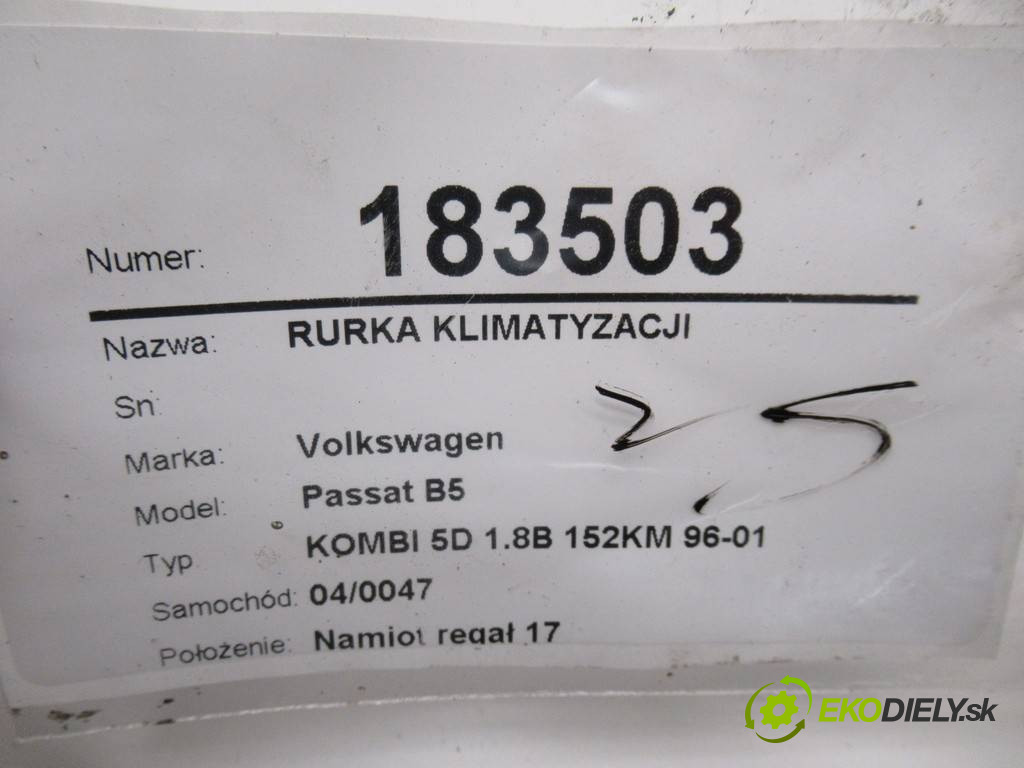 Numer: 183503
Nazwa: RURKA KLIMATYZACJI
Sn:
25
Marka: Volkswagen
Model: Passat B5
Typ KOMBI 5D 1.8B 152KM 96-01
Samochód: 04/0047
Położenie: Namiot regał 17
EKODIELY.sk